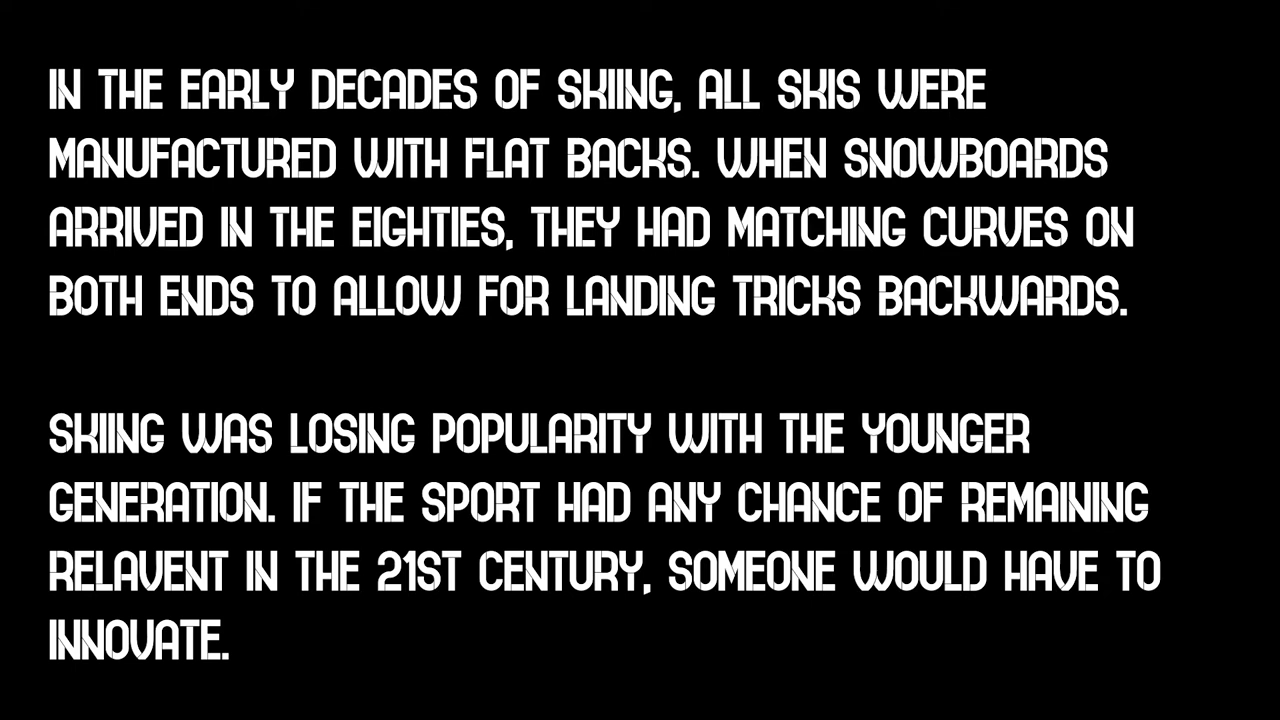 IN THE EARLY DECADES OF SKIING, ALL SKIS WERE
MANUFACTURED WITH FLAT BACKS. WHEN SNOWBOARDS
ARRIVED IN THE EIGHTIES, THEY HAD MATCHING CURVES ON
BOTH ENDS TO ALLOW FOR LANDING TRICKS BACKWARDS.
SKIING WAS LOSING POPULARITY WITH THE YOUNGER
GENERATION. IF THE SPORT HAD ANY CHANCE OF REMAINING
RELAVENT IN THE 21ST CENTURY, SOMEONE WOULD HAVE TO
INNOVATE.